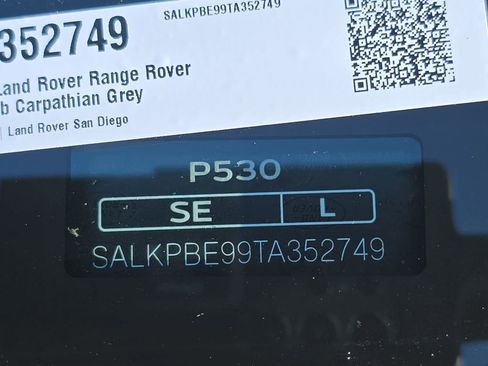 SALKPBE99TA352749
352749
Land Rover Range Rover
b Carpathian Grey
Land Rover San Diego
P530
SE L
SALKPBE99TA352749